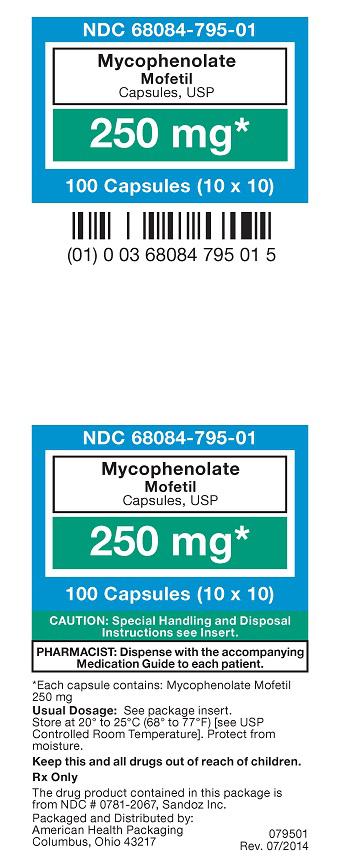 NDC 68084-795-01
Mycophenolate
Mofetil
Capsules, USP
250 mg*
100 Capsules (10 x 10)
(01) 0 03 68084 795 01 5
NDC 68084-795-01
Mycophenolate
Mofetil
Capsules, USP
250 mg*
100 Capsules (10 x 10)
CAUTION: Special Handling and Disposal
Instructions see Insert.
PHARMACIST: Dispense with the accompanying
Medication Guide to each patient.
*Each capsule contains: Mycophenolate Mofetil
250 mg
Usual Dosage: See package insert.
Store at 20° to 25°C (68° to 77°F) [see USP
Controlled Room Temperature]. Protect from
moisture.
Keep this and all drugs out of reach of children.
Rx Only
The drug product contained in this package is
from NDC # 0781-2067, Sandoz Inc.
Packaged and Distributed by:
American Health Packaging
Columbus, Ohio 43217
079501
Rev. 07/2014